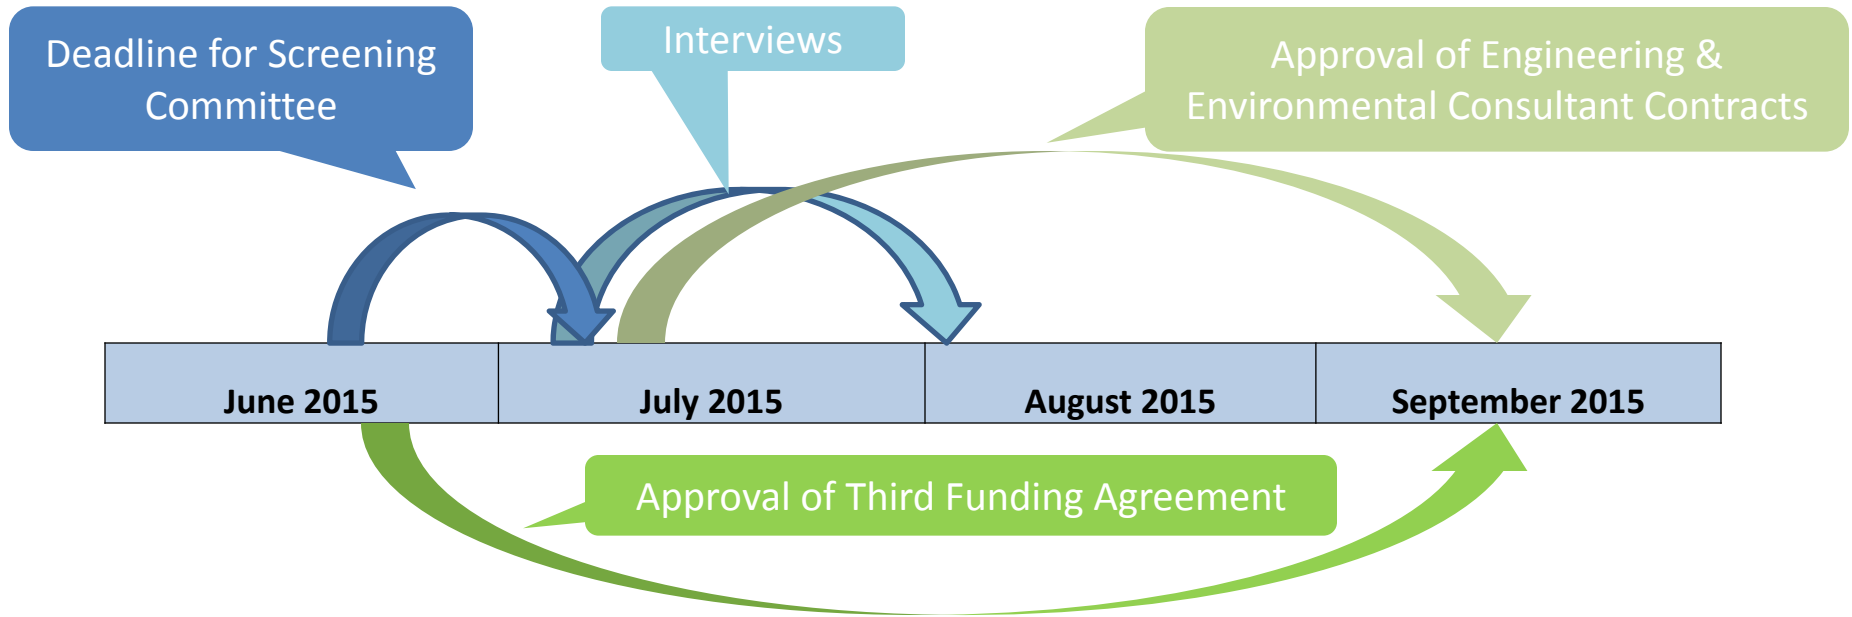 Deadline for Screening
Committee
Interviews
Approval of Engineering &
Environmental Consultant Contracts
June 2015
July 2015
August 2015
September 2015
Approval of Third Funding Agreement